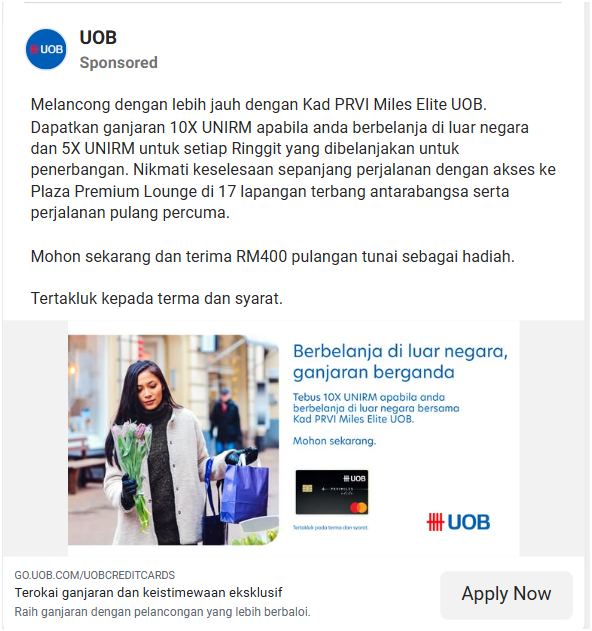 UOB
UOB
Sponsored
Melancong dengan lebih jauh dengan Kad PRVI Miles Elite UOB.
Dapatkan ganjaran 10X UNIRM apabila anda berbelanja di luar negara
dan 5X UNIRM untuk setiap Ringgit yang dibelanjakan untuk
penerbangan. Nikmati keselesaan sepanjang perjalanan dengan akses ke
Plaza Premium Lounge di 17 lapangan terbang antarabangsa serta
perjalanan pulang percuma.
Mohon sekarang dan terima RM400 pulangan tunai sebagai hadiah.
Tertakluk kepada terma dan syarat.
Berbelanja di luar negara,
ganjaran berganda
Tebus 10X UNIRM apabila anda
berbelanja di luar negara bersama
Kad PRVI Miles Elite UOB.
Mohon sekarang.
UOB
PRVIMILES
Tertakluk pada terma dan syarat.
UOB
GO.UOB.COM/UOBCREDITCARDS
Terokai ganjaran dan keistimewaan eksklusif
Raih ganjaran dengan pelancongan yang lebih berbaloi.
Apply Now